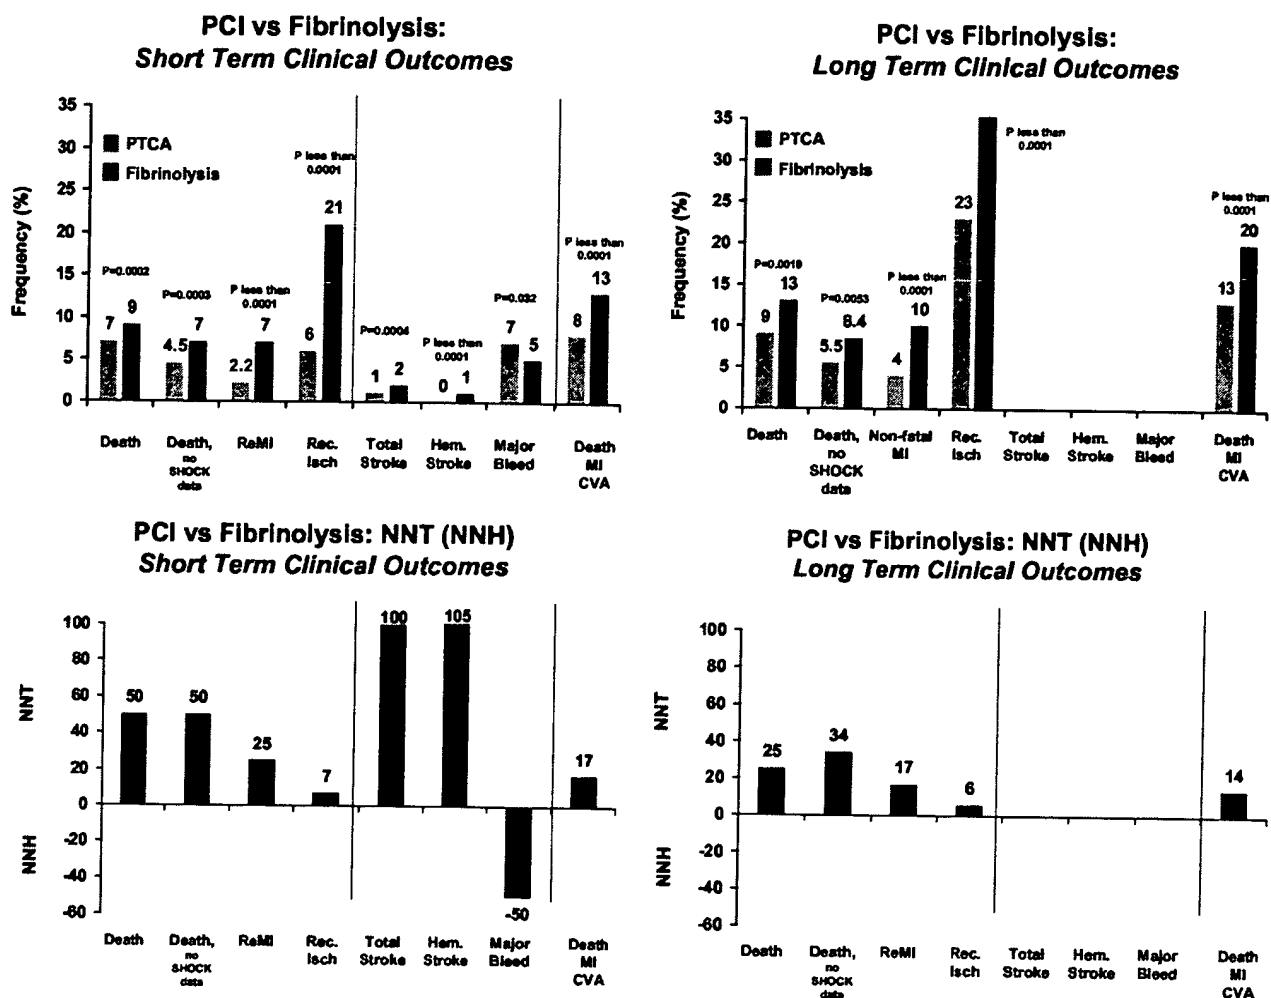 PCI vs Fibrinolysis:
Short Term Clinical Outcomes
35
30
25
20
15
10
5
0
Frequency (%)
PTCA
Fibrinolysis
P=0.0002
7 9
P=0.0003
4.5 7
P less than
0.0001
2.2 7
P less than
0.0001
6 21
P=0.0004
1 2
P less than
0.0001
0 1
P=0.032
7 5
P less than
0.0001
8 13
Death
Death,
no
SHOCK
data
ReMI
Rec.
Isch
Total
Stroke
Hem.
Stroke
Major
Bleed
Death
MI
CVA
PCI vs Fibrinolysis:
Long Term Clinical Outcomes
35
30
25
20
15
10
5
0
Frequency (%)
PTCA
Fibrinolysis
P=0.0019
9 13
P=0.0053
5.5 8.4
P less than
0.0001
4 10
23
P less than
0.0001
P less than
0.0001
13 20
Death
Death,
no
SHOCK
data
Non-fatal
MI
Rec.
Isch
Total
Stroke
Hem.
Stroke
Major
Bleed
Death
MI
CVA
PCI vs Fibrinolysis: NNT (NNH)
Short Term Clinical Outcomes
100
80
60
40
20
0
-20
-40
-60
NNT
NNH
50
50
25
7
100
105
-50
17
Death
Death,
no
SHOCK
data
ReMI
Rec.
Isch
Total
Stroke
Hem.
Stroke
Major
Bleed
Death
MI
CVA
PCI vs Fibrinolysis: NNT (NNH)
Long Term Clinical Outcomes
100
80
60
40
20
0
-20
-40
-60
NNT
NNH
25
34
17
6
14
Death
Death,
no
SHOCK
data
ReMI
Rec.
Isch
Total
Stroke
Hem.
Stroke
Major
Bleed
Death
MI
CVA